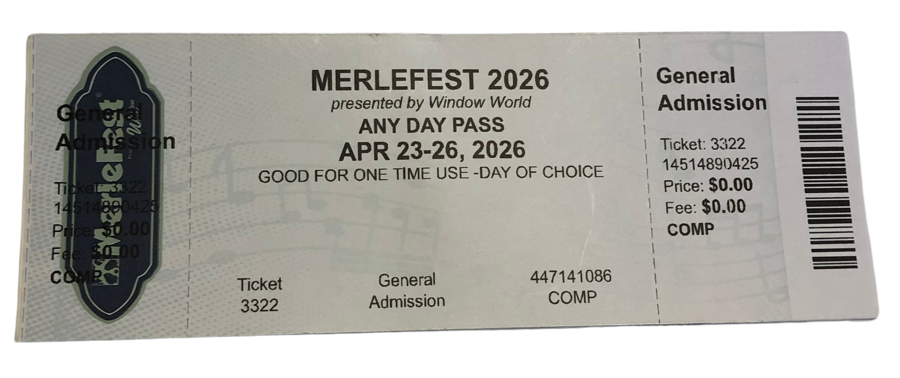 General
Admission
Ticket: 3322
14514890425
Price: $0.00
Fee: $0.00
COMP
MerleFest
MERLEFEST 2026
presented by Window World
ANY DAY PASS
APR 23-26, 2026
GOOD FOR ONE TIME USE -DAY OF CHOICE
Ticket
3322
General
Admission
447141086
COMP
General
Admission
Ticket: 3322
14514890425
Price: $0.00
Fee: $0.00
COMP